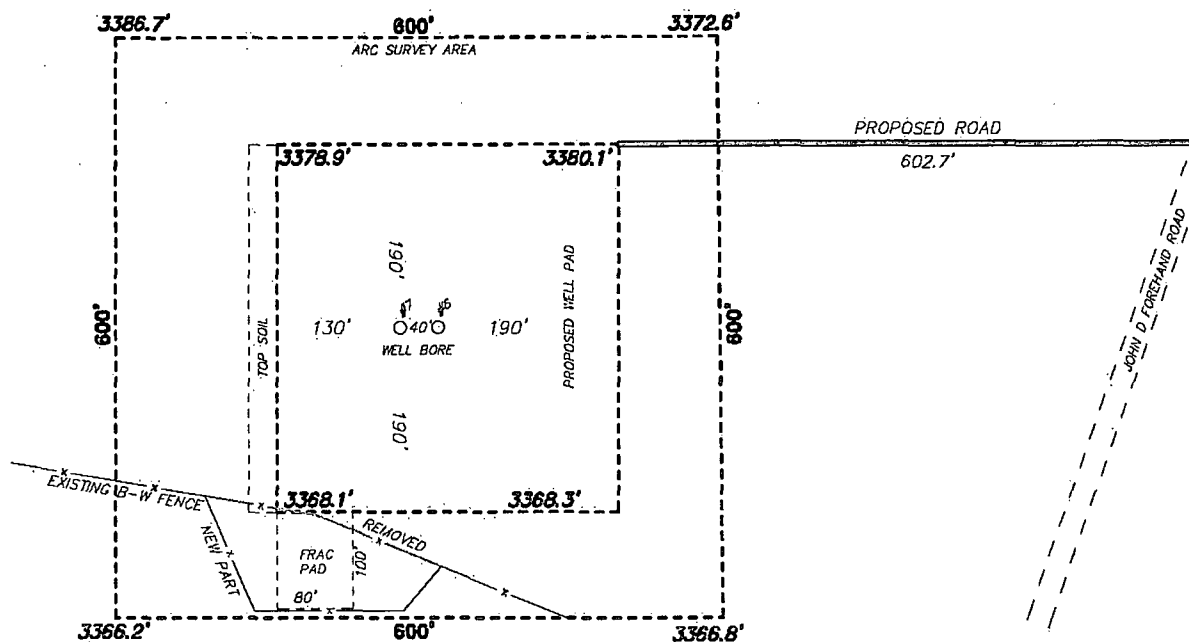 3386.7' 600' 3372.6'
ARC SURVEY AREA
PROPOSED ROAD
602.7'
3378.9' 3380.1'
190'
600' TOP SOIL 130' 40' 190' PROPOSED WELL PAD 600' JOHN D FOREHAND ROAD
WELL BORE
190'
EXISTING B-W FENCE
3368.1' 3368.3'
REMOVED
NEW PART
FRAC
PAD
100'
80'
3366.2' 600' 3366.8'